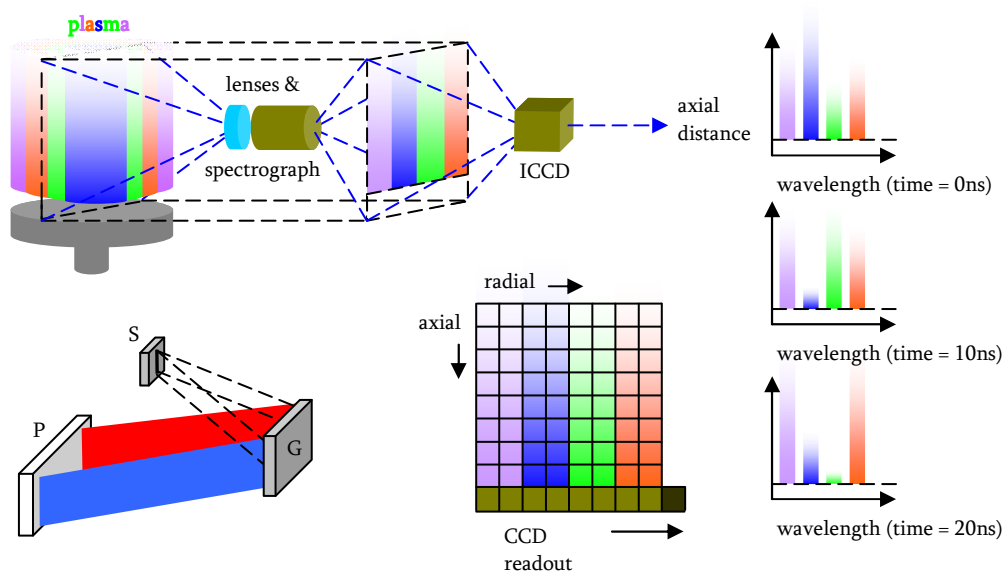 plasma
lenses &
spectrograph
ICCD
axial
distance
wavelength (time = 0ns)
wavelength (time = 10ns)
wavelength (time = 20ns)
S
P
G
radial
axial
CCD
readout